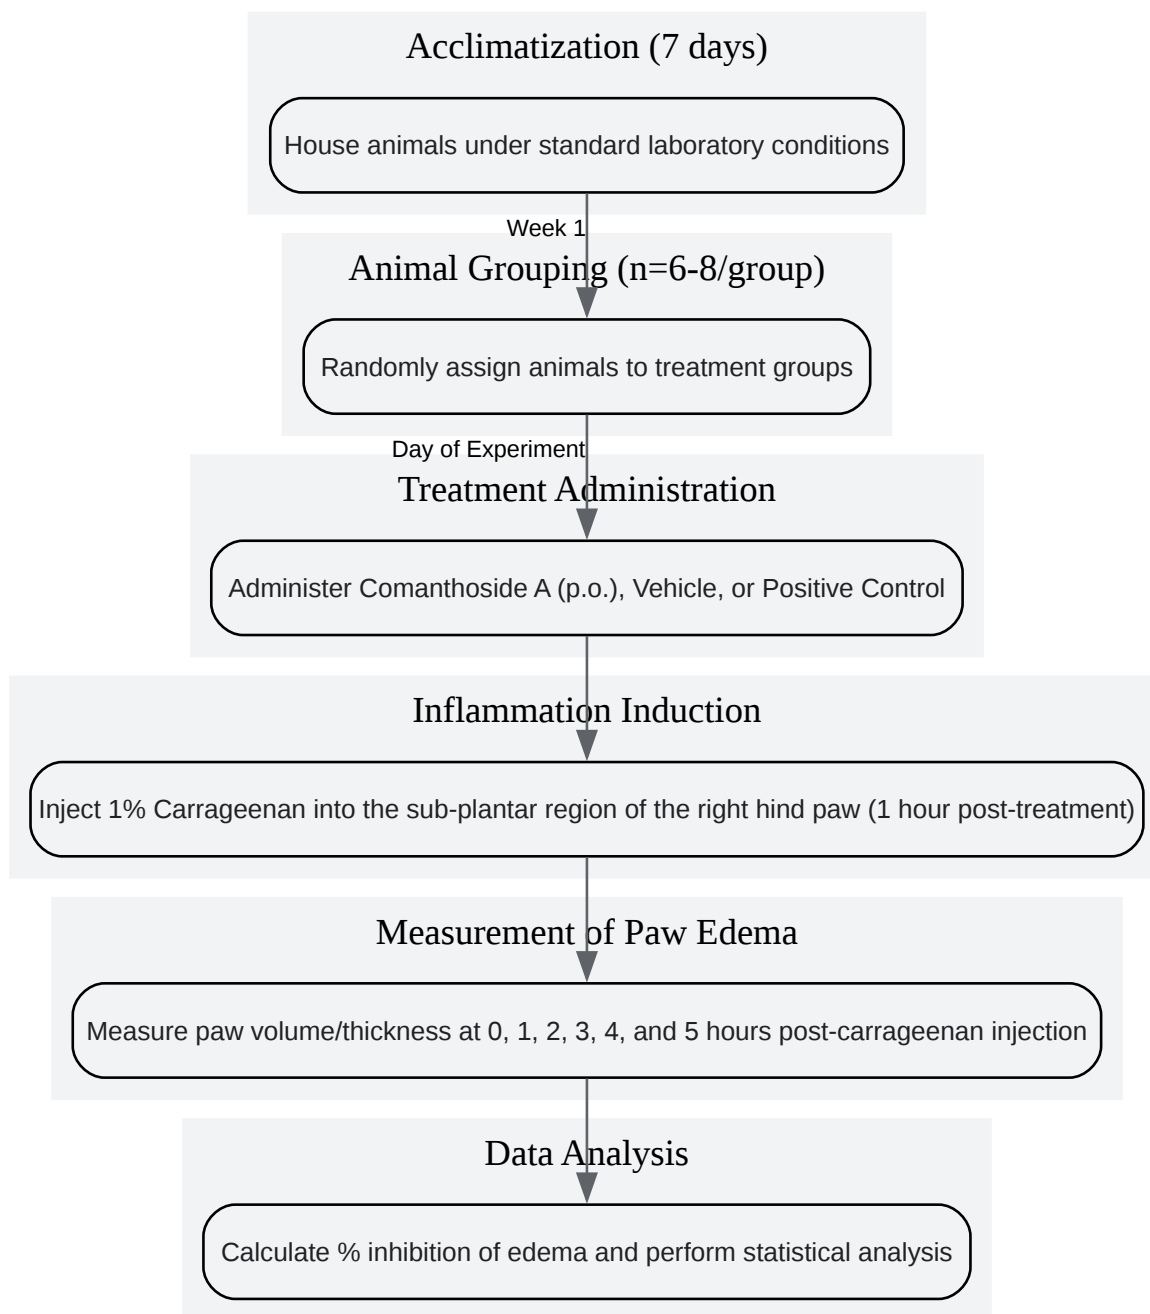 Acclimatization (7 days)
House animals under standard laboratory conditions
Week 1
Animal Grouping (n=6-8/group)
Randomly assign animals to treatment groups
Day of Experiment
Treatment Administration
Administer Comanthoside A (p.o.), Vehicle, or Positive Control
Inflammation Induction
Inject 1% Carrageenan into the sub-plantar region of the right hind paw (1 hour post-treatment)
Measurement of Paw Edema
Measure paw volume/thickness at 0, 1, 2, 3, 4, and 5 hours post-carrageenan injection
Data Analysis
Calculate % inhibition of edema and perform statistical analysis